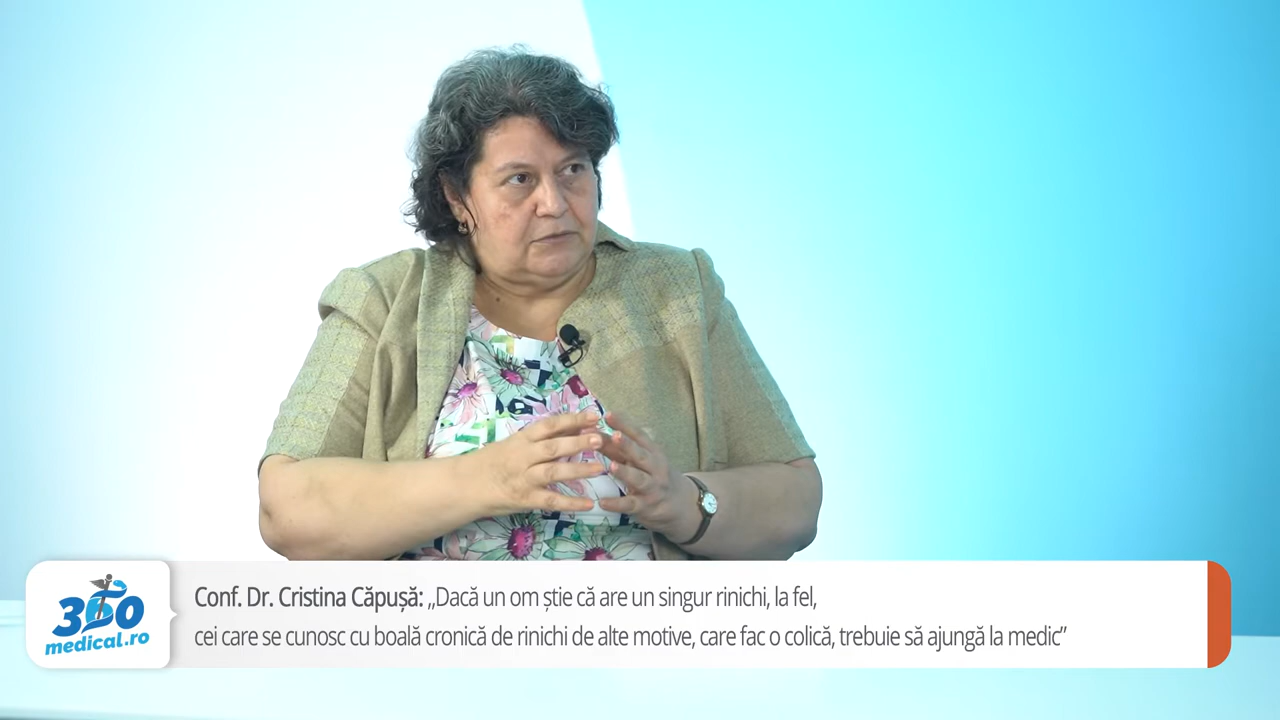 360
medical.ro
Conf. Dr. Cristina Căpușă: „Dacă un om știe că are un singur rinichi, la fel,
cei care se cunosc cu boală cronică de rinichi de alte motive, care fac o colică, trebuie să ajungă la medic”